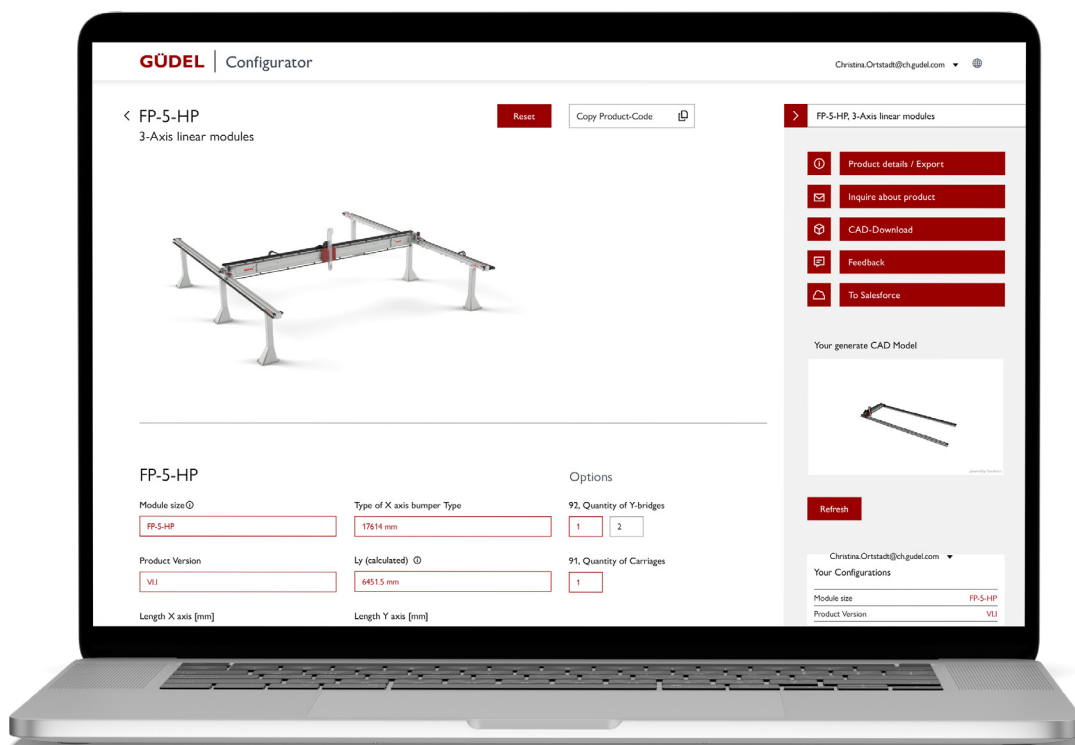 GÜDEL | Configurator
Christina.Ortstadt@ch.gudel.com
FP-5-HP
3-Axis linear modules
Reset
Copy Product-Code
FP-5-HP, 3-Axis linear modules
Product details / Export
Inquire about product
CAD-Download
Feedback
To Salesforce
Your generate CAD Model
Refresh
FP-5-HP
Options
Module size
Type of X axis bumper Type
92, Quantity of Y-bridges
FP-5-HP
17614 mm
1
2
Product Version
Ly (calculated)
91, Quantity of Carriages
VI.I
6451.5 mm
1
Length X axis [mm]
Length Y axis [mm]
Christina.Ortstadt@ch.gudel.com
Your Configurations
Module size
FP-5-HP
Product Version
VI.I